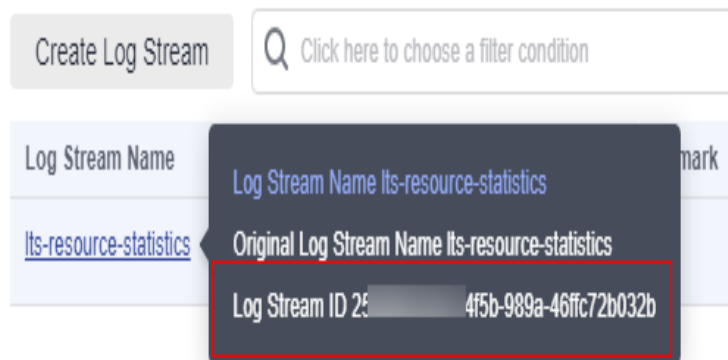 Create Log Stream
Click here to choose a filter condition
Log Stream Name
mark
lts-resource-statistics
Log Stream Name lts-resource-statistics
Original Log Stream Name lts-resource-statistics
Log Stream ID 25 4f5b-989a-46ffc72b032b